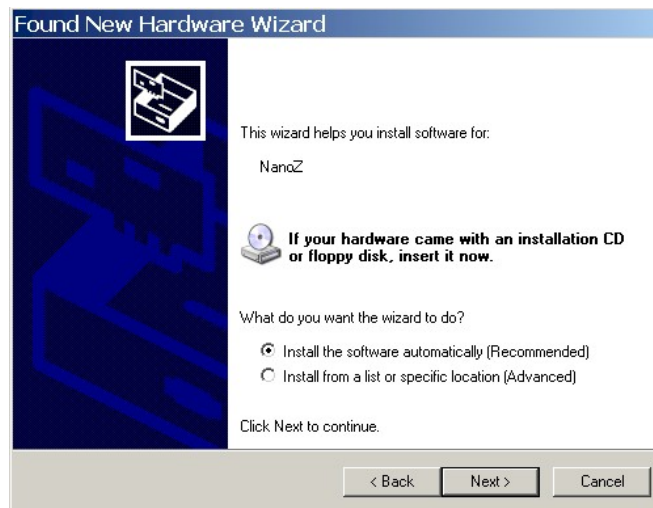 Found New Hardware Wizard
This wizard helps you install software for:
NanoZ
If your hardware came with an installation CD
or floppy disk, insert it now.
What do you want the wizard to do?
Install the software automatically (Recommended)
Install from a list or specific location (Advanced)
Click Next to continue.
< Back Next > Cancel